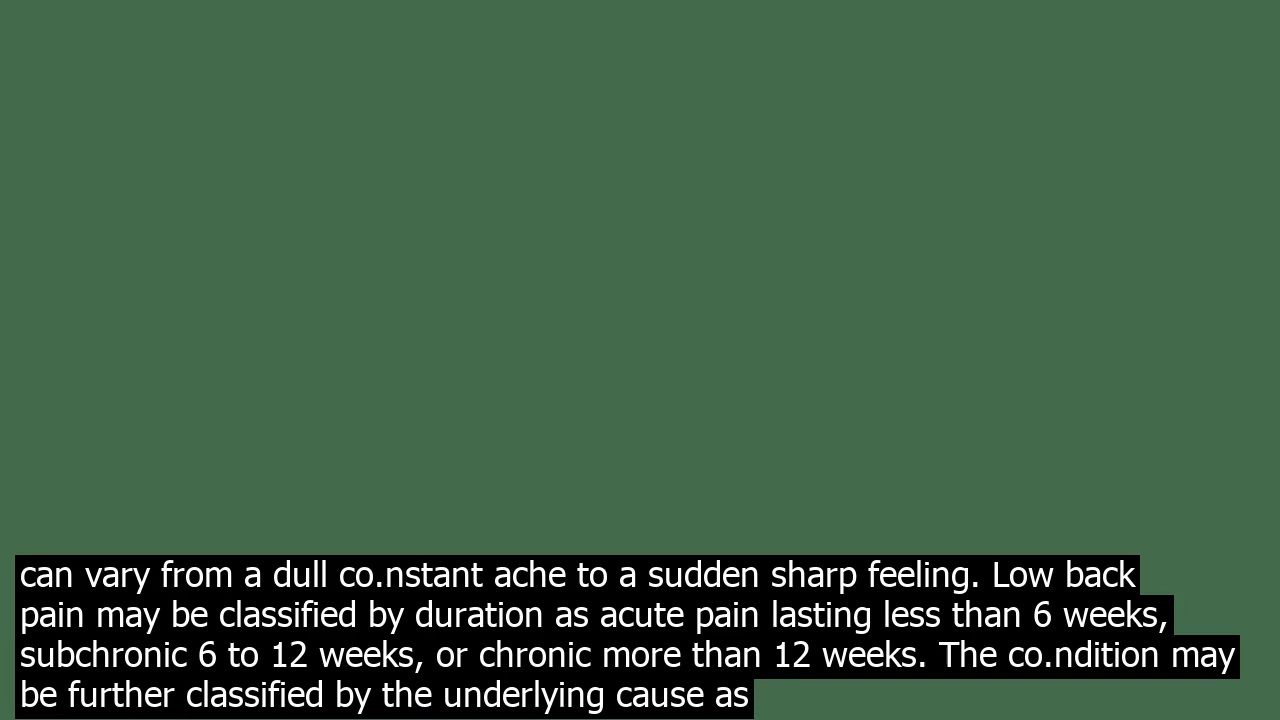 can vary from a dull co.nstant ache to a sudden sharp feeling. Low back
pain may be classified by duration as acute pain lasting less than 6 weeks,
subchronic 6 to 12 weeks, or chronic more than 12 weeks. The co.ndition may
be further classified by the underlying cause as